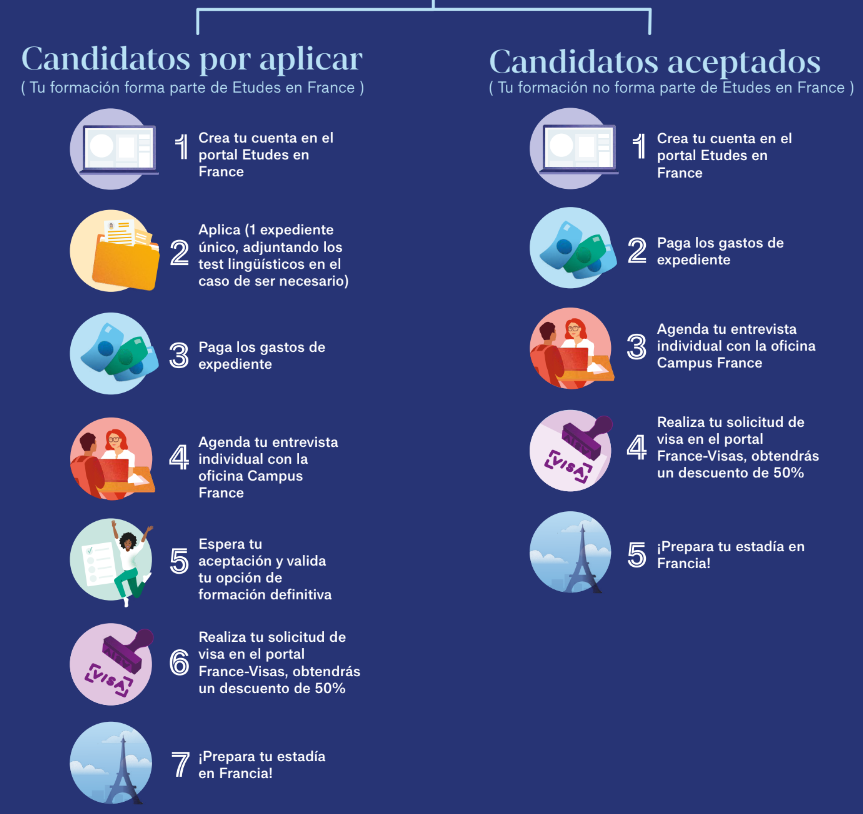 Candidatos por aplicar
( Tu formación forma parte de Etudes en France )
1
Crea tu cuenta en el
portal Etudes en
France
2
Aplica (1 expediente
único, adjuntando los
test lingüísticos en el
caso de ser necesario)
3
Paga los gastos de
expediente
4
Agenda tu entrevista
individual con la
oficina Campus
France
5
Espera tu
aceptación y valida
tu opción de
formación definitiva
VISA
6
Realiza tu solicitud de
visa en el portal
France-Visas, obtendrás
un descuento de 50%
7
¡Prepara tu estadía
en Francia!
Candidatos aceptados
( Tu formación no forma parte de Etudes en France )
1
Crea tu cuenta en el
portal Etudes en
France
2
Paga los gastos de
expediente
3
Agenda tu entrevista
individual con la oficina
Campus France
VISA
4
Realiza tu solicitud de
visa en el portal
France-Visas, obtendrás
un descuento de 50%
5
¡Prepara tu estadía en
Francia!